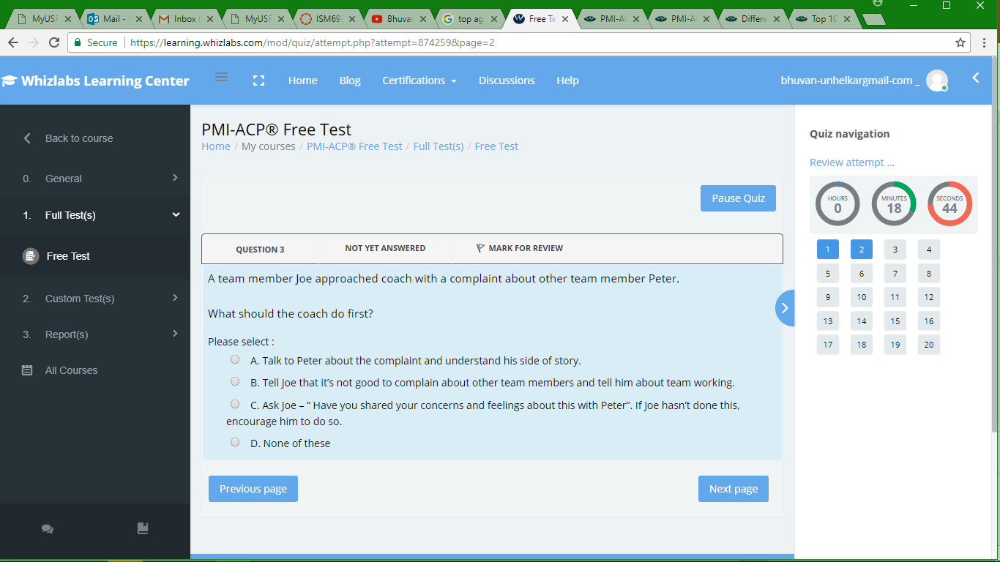 MyUSF
Mail -
Inbox (
MyUSF
ISM697
Bhuvan
top ag
Free Te
PMI-AC
PMI-A
Differe
Top 10
Secure https://learning.whizlabs.com/mod/quiz/attempt.php?attempt=874259&page=2
Whizlabs Learning Center
Home Blog Certifications Discussions Help
bhuvan-unhelkargmail-com _
Back to course
0. General
1. Full Test(s)
Free Test
2. Custom Test(s)
3. Report(s)
All Courses
PMI-ACP® Free Test
Home / My courses / PMI-ACP® Free Test / Full Test(s) / Free Test
Pause Quiz
QUESTION 3 NOT YET ANSWERED MARK FOR REVIEW
A team member Joe approached coach with a complaint about other team member Peter.
What should the coach do first?
Please select :
A. Talk to Peter about the complaint and understand his side of story.
B. Tell Joe that it’s not good to complain about other team members and tell him about team working.
C. Ask Joe – “ Have you shared your concerns and feelings about this with Peter”. If Joe hasn’t done this,
encourage him to do so.
D. None of these
Previous page Next page
Quiz navigation
Review attempt ...
HOURS MINUTES SECONDS
0 18 44
1 2 3 4
5 6 7 8
9 10 11 12
13 14 15 16
17 18 19 20